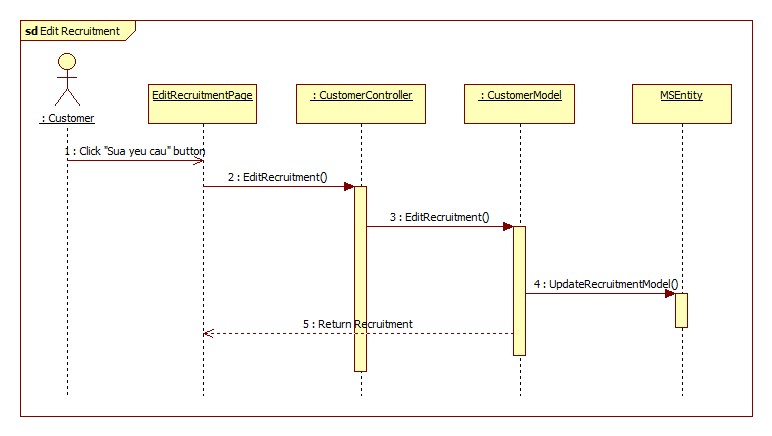 sd Edit Recruitment
: Customer
EditRecruitmentPage
: CustomerController
: CustomerModel
MSEntity
1 : Click "Sua yeu cau" button
2 : EditRecruitment()
3 : EditRecruitment()
4 : UpdateRecruitmentModel()
5 : Return Recruitment